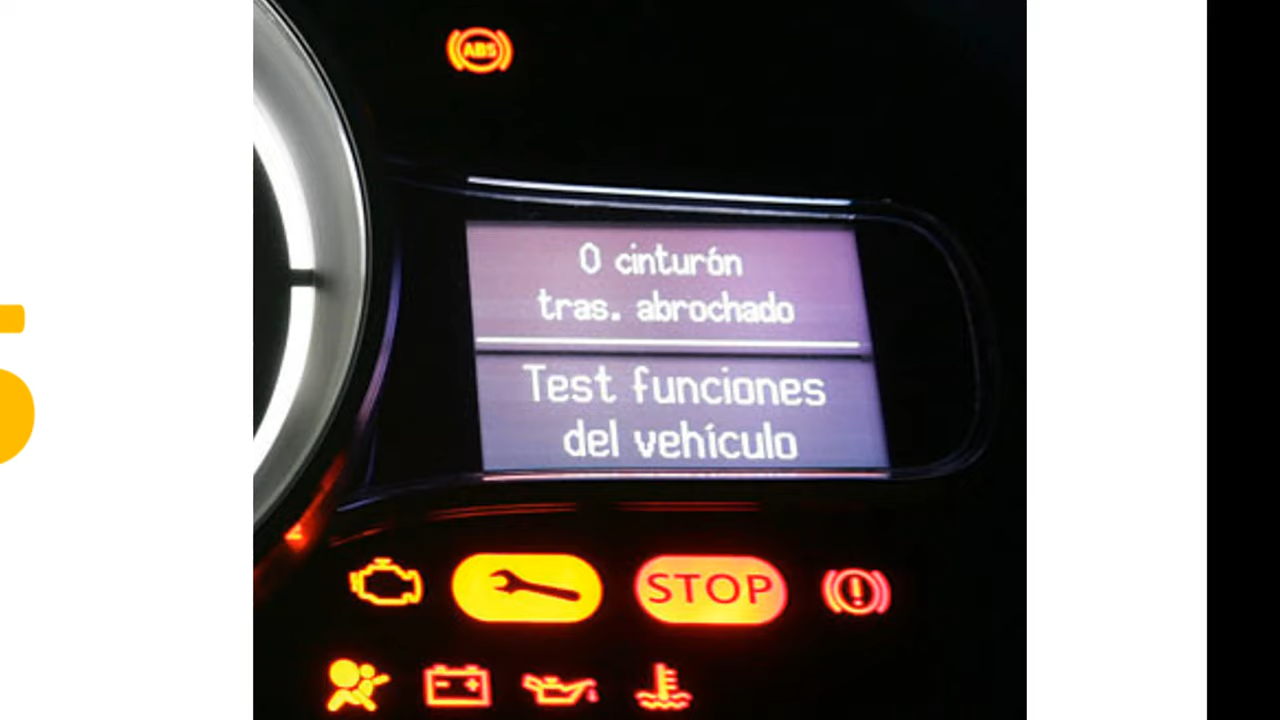 ABS
0 cinturón
tras. abrochado
Test funciones
del vehículo
STOP